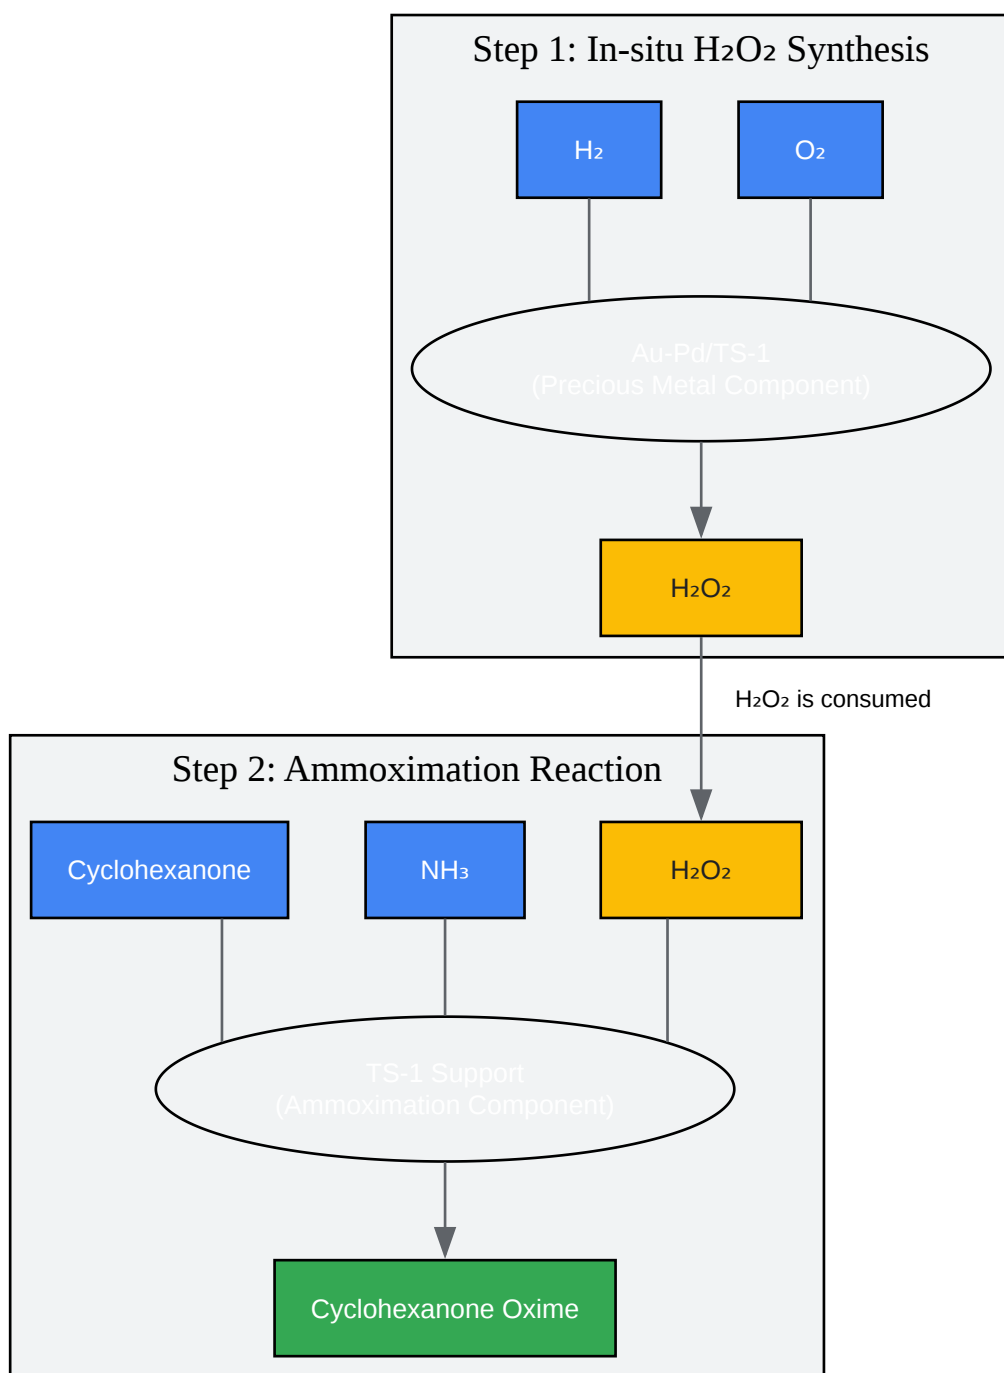 Step 1: In-situ H₂O₂ Synthesis
H₂
O₂
Au-Pd/TS-1
(Precious Metal Component)
H₂O₂
H₂O₂ is consumed
Step 2: Ammoximation Reaction
Cyclohexanone
NH₃
H₂O₂
TS-1 Support
(Ammoximation Component)
Cyclohexanone Oxime